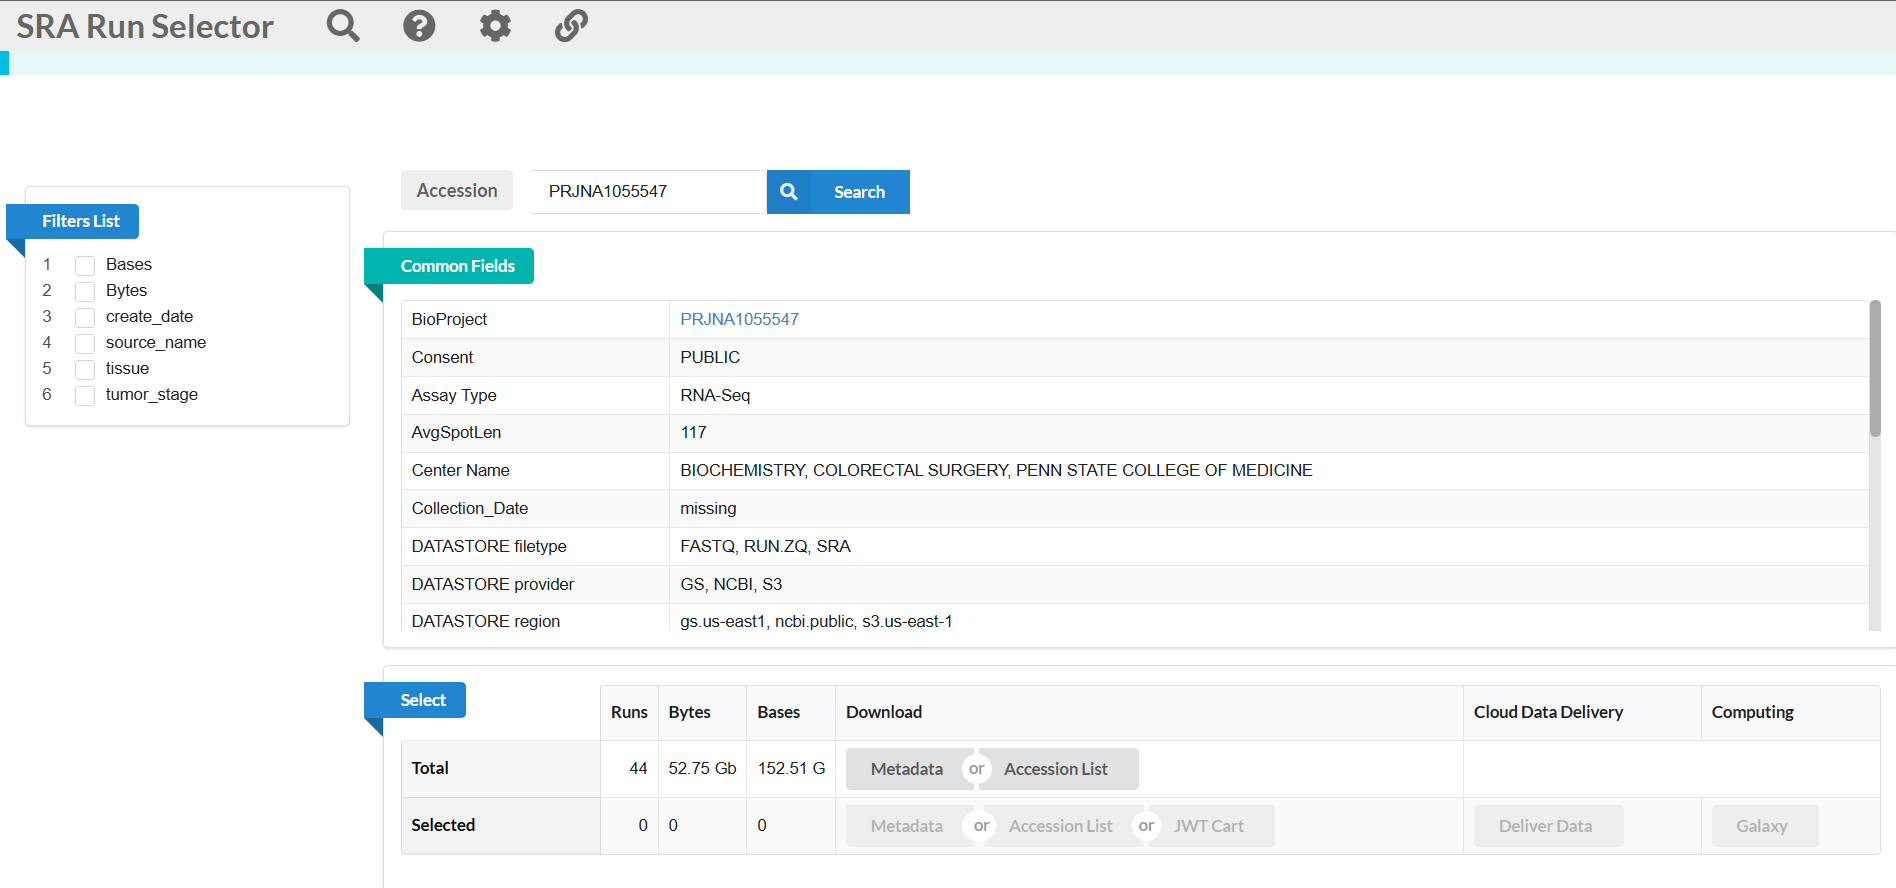 SRA Run Selector
Accession PRJNA1055547 Search
Filters List
1 Bases
2 Bytes
3 create_date
4 source_name
5 tissue
6 tumor_stage
Common Fields
BioProject PRJNA1055547
Consent PUBLIC
Assay Type RNA-Seq
AvgSpotLen 117
Center Name BIOCHEMISTRY, COLORECTAL SURGERY, PENN STATE COLLEGE OF MEDICINE
Collection_Date missing
DATASTORE filetype FASTQ, RUN.ZQ, SRA
DATASTORE provider GS, NCBI, S3
DATASTORE region gs.us-east1, ncbi.public, s3.us-east-1
Select
Runs Bytes Bases Download Cloud Data Delivery Computing
Total 44 52.75 Gb 152.51 G Metadata or Accession List
Selected 0 0 0 Metadata or Accession List or JWT Cart Deliver Data Galaxy